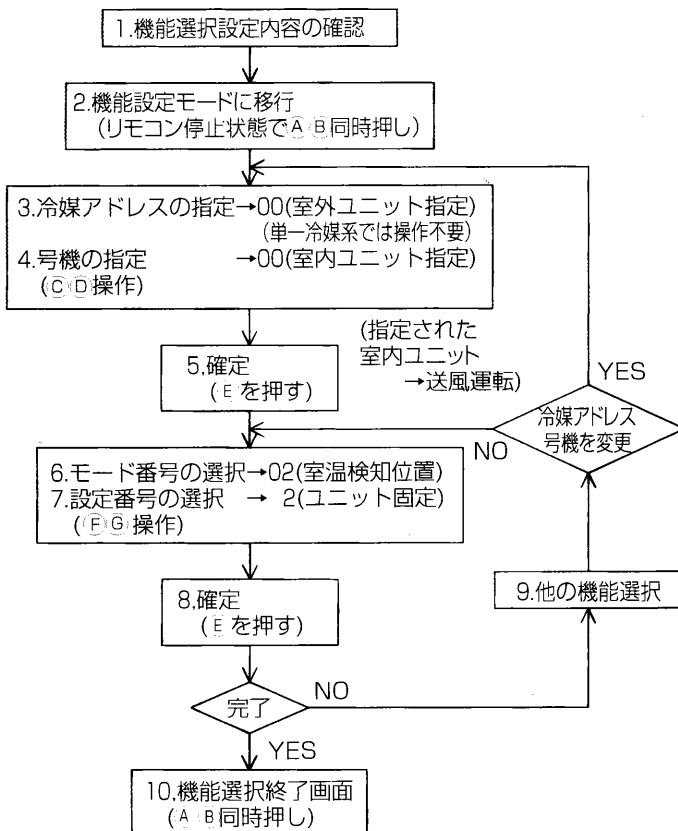 1.機能選択設定内容の確認
2.機能設定モードに移行
(リモコン停止状態でⒶⒷ同時押し)
3.冷媒アドレスの指定→00(室外ユニット指定)
(単一冷媒系では操作不要)
4.号機の指定 →00(室内ユニット指定)
(ⒸⒹ操作)
(指定された
室内ユニット
→送風運転)
5.確定
(Ⓔを押す)
YES
冷媒アドレス
号機を変更
NO
6.モード番号の選択→02(室温検知位置)
7.設定番号の選択 → 2(ユニット固定)
(ⒻⒼ操作)
8.確定
(Ⓔを押す)
9.他の機能選択
完了
NO
YES
10.機能選択終了画面
(ⒶⒷ同時押し)